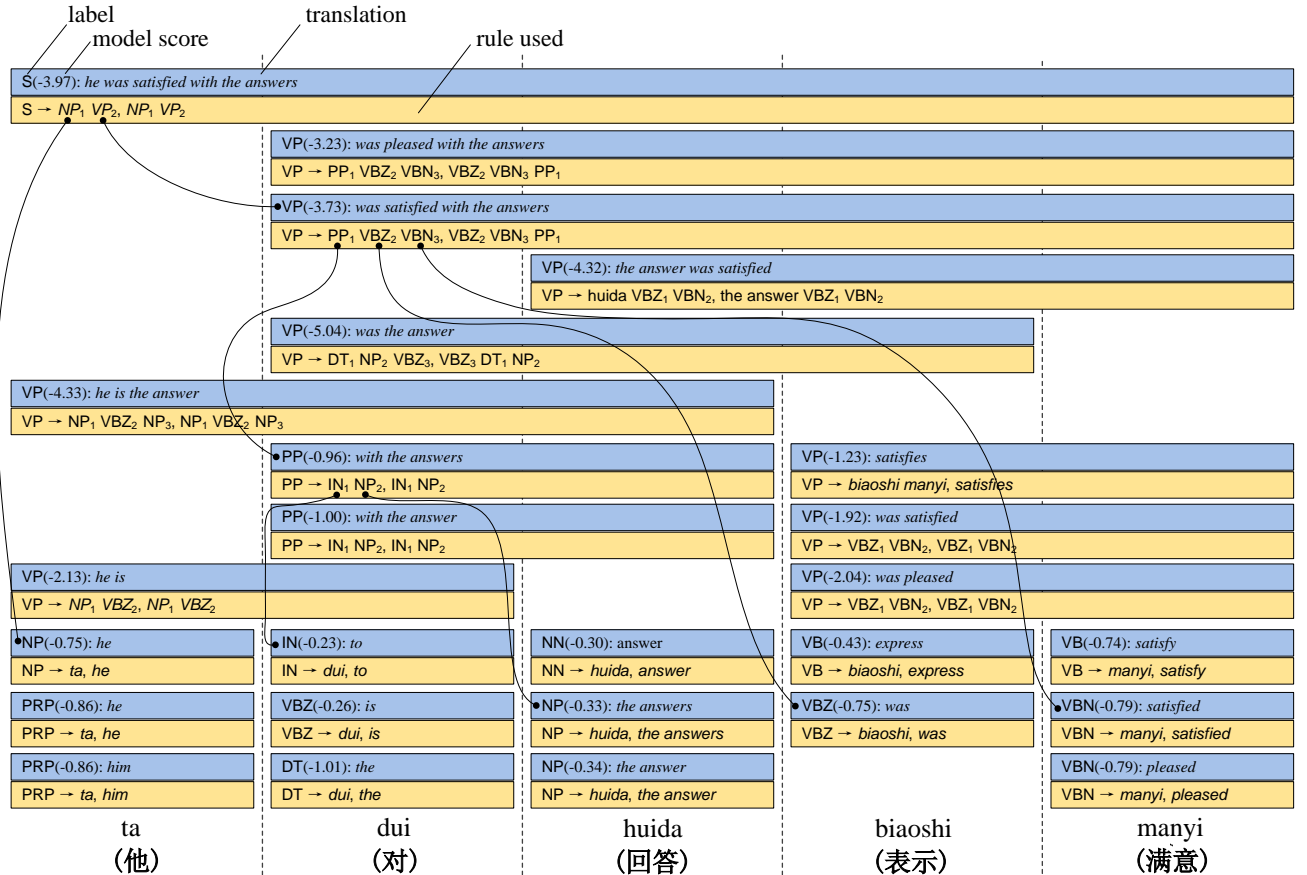 label
translation
model score
rule used
S(-3.97): he was satisfied with the answers
S → NP₁ VP₂, NP₁ VP₂
VP(-3.23): was pleased with the answers
VP → PP₁ VBZ₂ VBN₃, VBZ₂ VBN₃ PP₁
VP(-3.73): was satisfied with the answers
VP → PP₁ VBZ₂ VBN₃, VBZ₂ VBN₃ PP₁
VP(-4.32): the answer was satisfied
VP → huida VBZ₁ VBN₂, the answer VBZ₁ VBN₂
VP(-5.04): was the answer
VP → DT₁ NP₂ VBZ₃, VBZ₃ DT₁ NP₂
VP(-4.33): he is the answer
VP → NP₁ VBZ₂ NP₃, NP₁ VBZ₂ NP₃
PP(-0.96): with the answers
VP(-1.23): satisfies
PP → IN₁ NP₂, IN₁ NP₂
VP → biaoshi manyi, satisfies
PP(-1.00): with the answer
VP(-1.92): was satisfied
PP → IN₁ NP₂, IN₁ NP₂
VP → VBZ₁ VBN₂, VBZ₁ VBN₂
VP(-2.13): he is
VP(-2.04): was pleased
VP → NP₁ VBZ₂, NP₁ VBZ₂
VP → VBZ₁ VBN₂, VBZ₁ VBN₂
NP(-0.75): he
IN(-0.23): to
NN(-0.30): answer
VB(-0.43): express
VB(-0.74): satisfy
NP → ta, he
IN → dui, to
NN → huida, answer
VB → biaoshi, express
VB → manyi, satisfy
PRP(-0.86): he
VBZ(-0.26): is
NP(-0.33): the answers
VBZ(-0.75): was
VBN(-0.79): satisfied
PRP → ta, he
VBZ → dui, is
NP → huida, the answers
VBZ → biaoshi, was
VBN → manyi, satisfied
PRP(-0.86): him
DT(-1.01): the
NP(-0.34): the answer
VBN(-0.79): pleased
PRP → ta, him
DT → dui, the
NP → huida, the answer
VBN → manyi, pleased
ta
dui
huida
biaoshi
manyi
(他)
(对)
(回答)
(表示)
(满意)